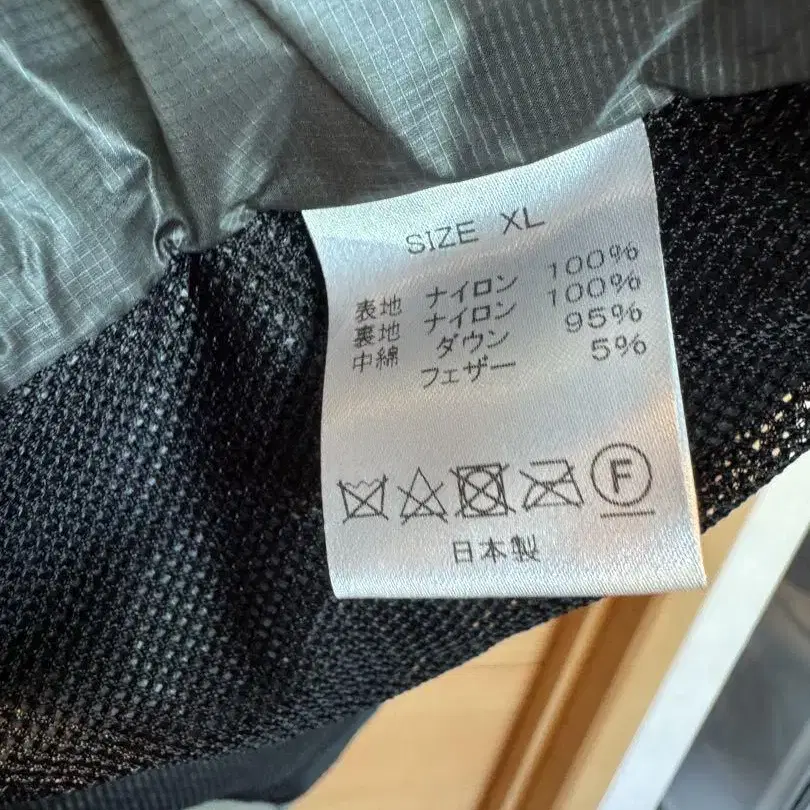 SIZE XL
表地 ナイロン 100%
裏地 ナイロン 100%
中綿 ダウン 95%
フェザー 5%
F
日本製